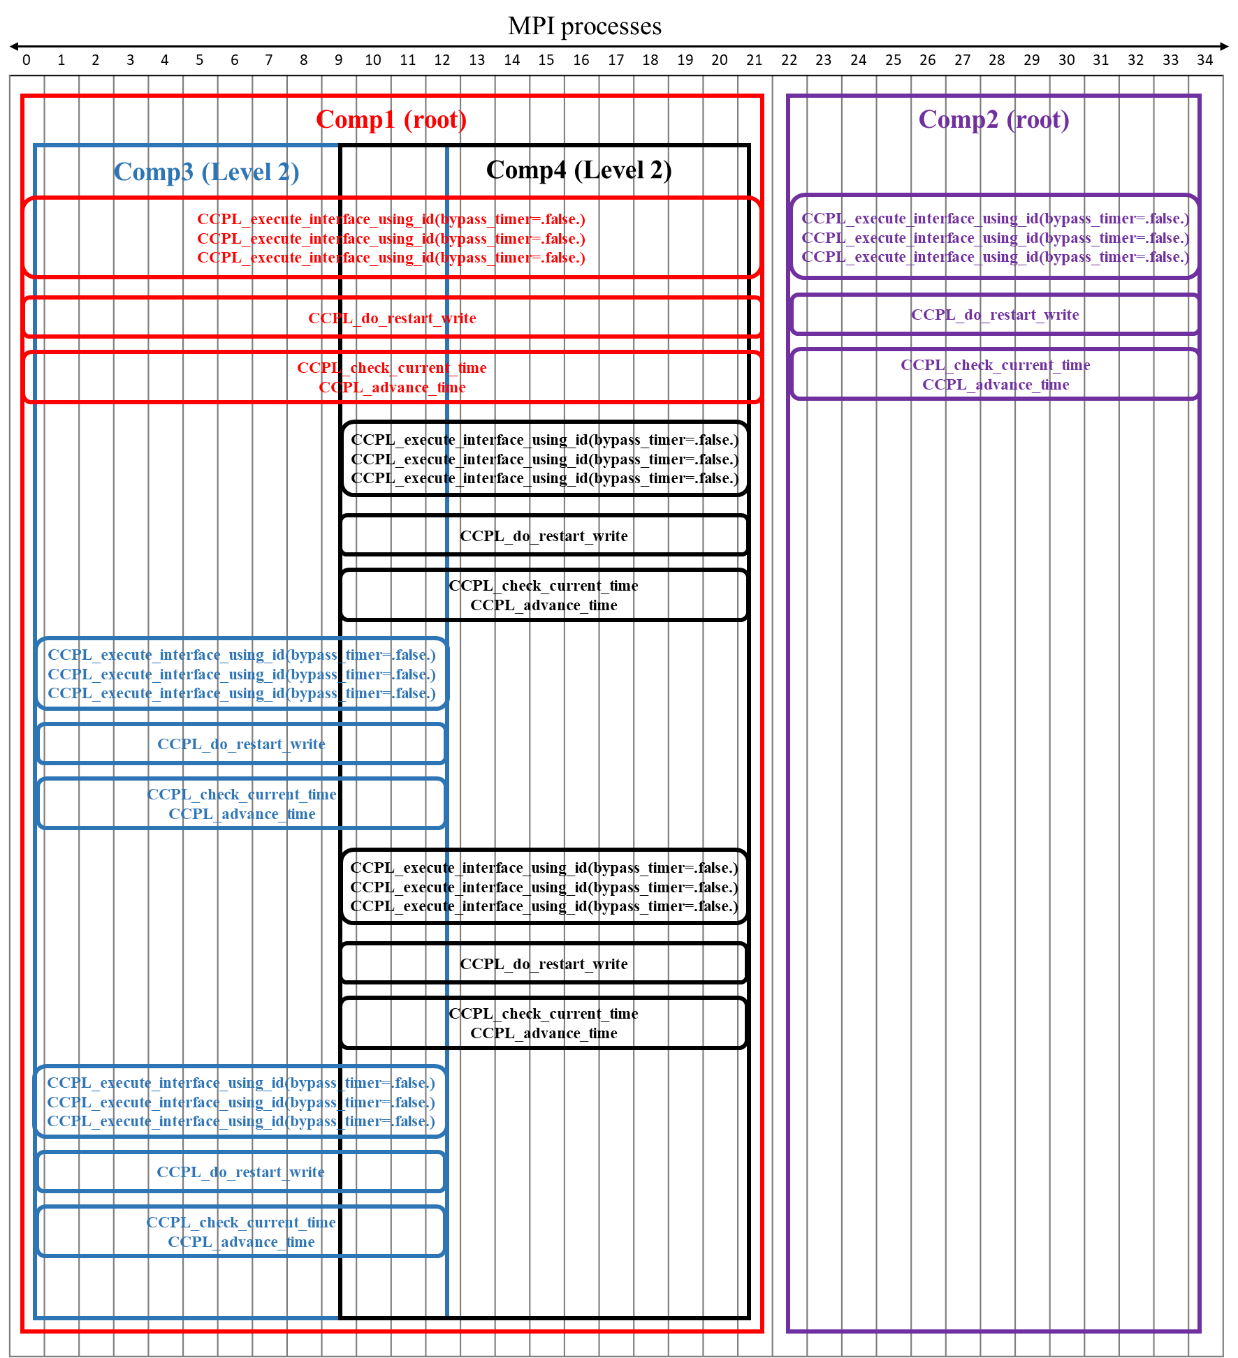 MPI processes
0 1 2 3 4 5 6 7 8 9 10 11 12 13 14 15 16 17 18 19 20 21 22 23 24 25 26 27 28 29 30 31 32 33 34
Comp1 (root)
Comp2 (root)
Comp3 (Level 2)
Comp4 (Level 2)
CCPL_execute_interface_using_id(bypass_timer=.false.)
CCPL_execute_interface_using_id(bypass_timer=.false.)
CCPL_execute_interface_using_id(bypass_timer=.false.)
CCPL_execute_interface_using_id(bypass_timer=.false.)
CCPL_execute_interface_using_id(bypass_timer=.false.)
CCPL_execute_interface_using_id(bypass_timer=.false.)
CCPL_do_restart_write
CCPL_do_restart_write
CCPL_check_current_time
CCPL_advance_time
CCPL_check_current_time
CCPL_advance_time
CCPL_execute_interface_using_id(bypass_timer=.false.)
CCPL_execute_interface_using_id(bypass_timer=.false.)
CCPL_execute_interface_using_id(bypass_timer=.false.)
CCPL_do_restart_write
CCPL_check_current_time
CCPL_advance_time
CCPL_execute_interface_using_id(bypass_timer=.false.)
CCPL_execute_interface_using_id(bypass_timer=.false.)
CCPL_execute_interface_using_id(bypass_timer=.false.)
CCPL_do_restart_write
CCPL_check_current_time
CCPL_advance_time
CCPL_execute_interface_using_id(bypass_timer=.false.)
CCPL_execute_interface_using_id(bypass_timer=.false.)
CCPL_execute_interface_using_id(bypass_timer=.false.)
CCPL_do_restart_write
CCPL_check_current_time
CCPL_advance_time
CCPL_execute_interface_using_id(bypass_timer=.false.)
CCPL_execute_interface_using_id(bypass_timer=.false.)
CCPL_execute_interface_using_id(bypass_timer=.false.)
CCPL_do_restart_write
CCPL_check_current_time
CCPL_advance_time